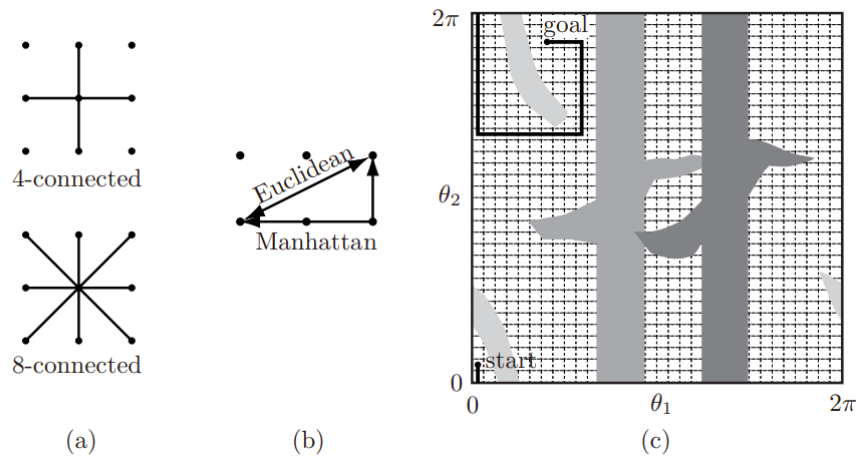 4-connected
8-connected
(a)
Euclidean
Manhattan
(b)
2π
goal
θ2
start
0
0
θ1
2π
(c)